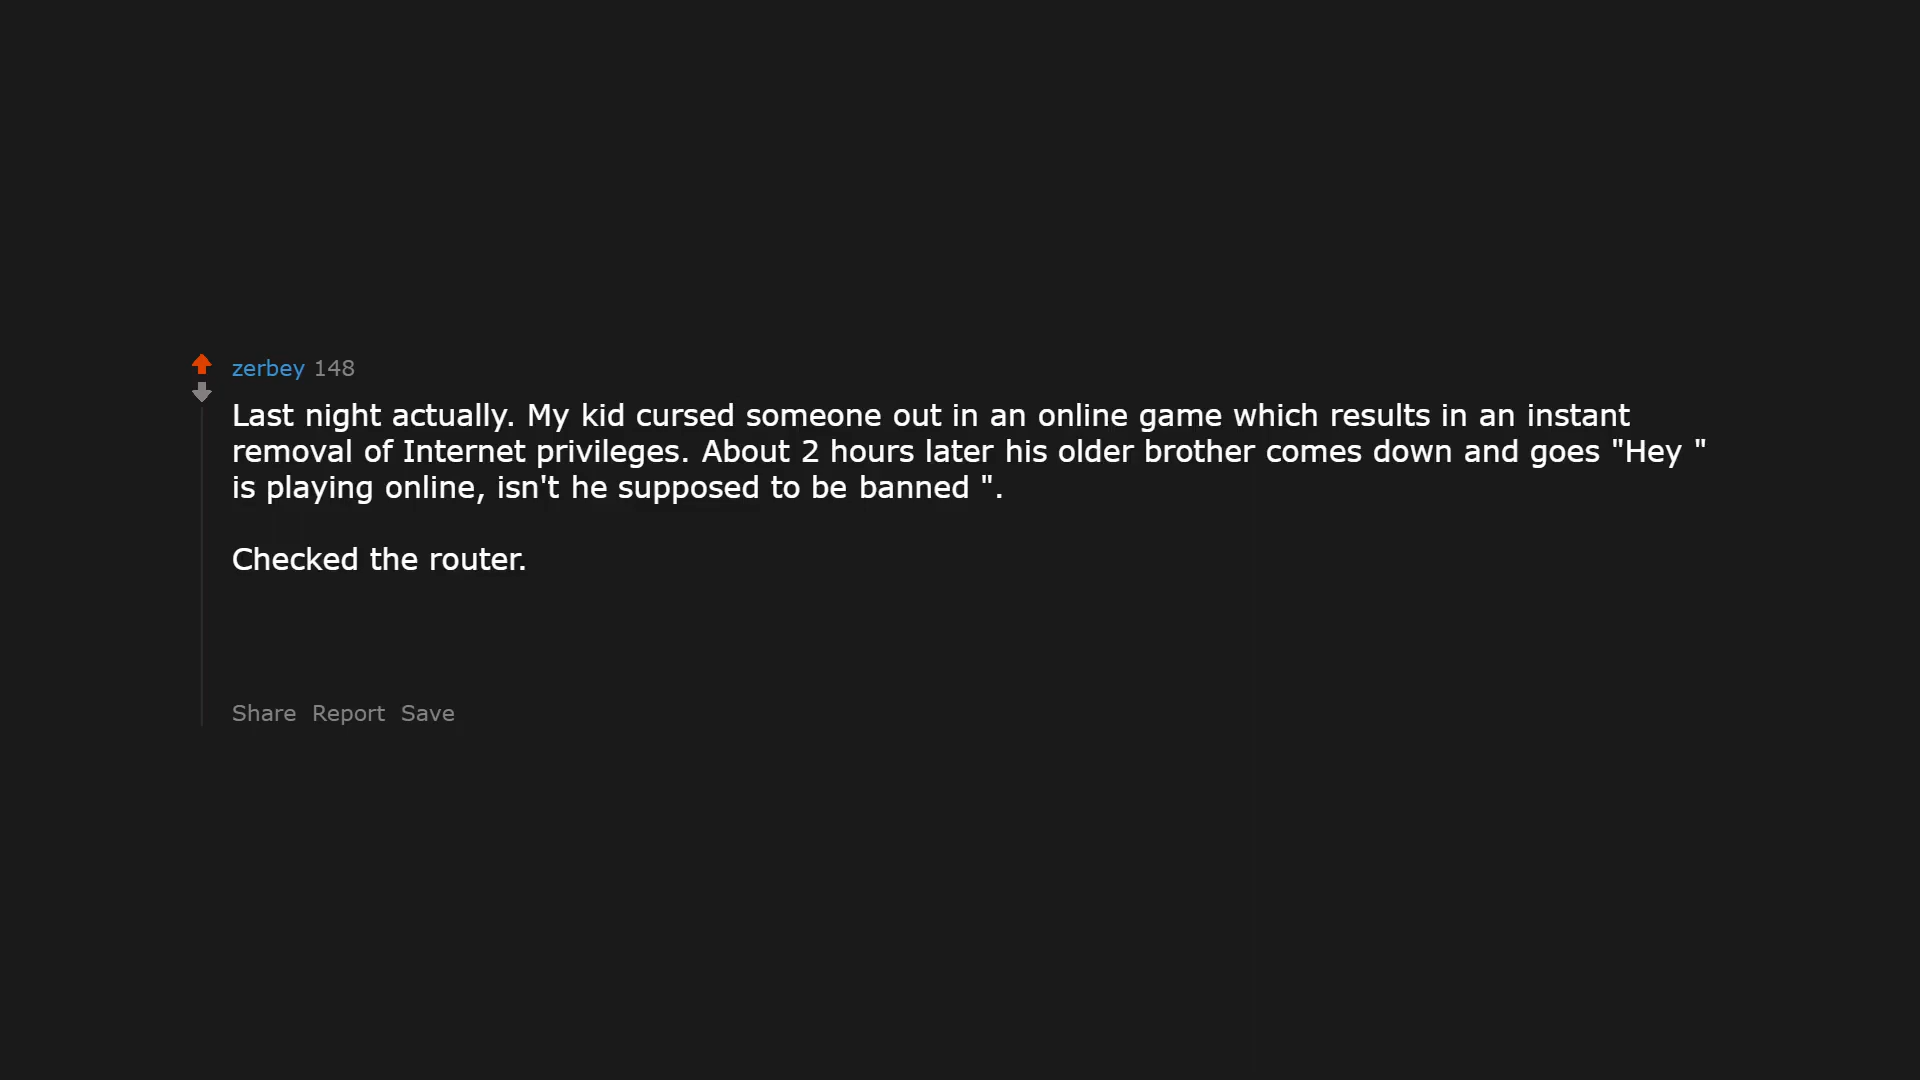 zerbey 148
Last night actually. My kid cursed someone out in an online game which results in an instant
removal of Internet privileges. About 2 hours later his older brother comes down and goes "Hey "
is playing online, isn't he supposed to be banned ".
Checked the router.
Share Report Save